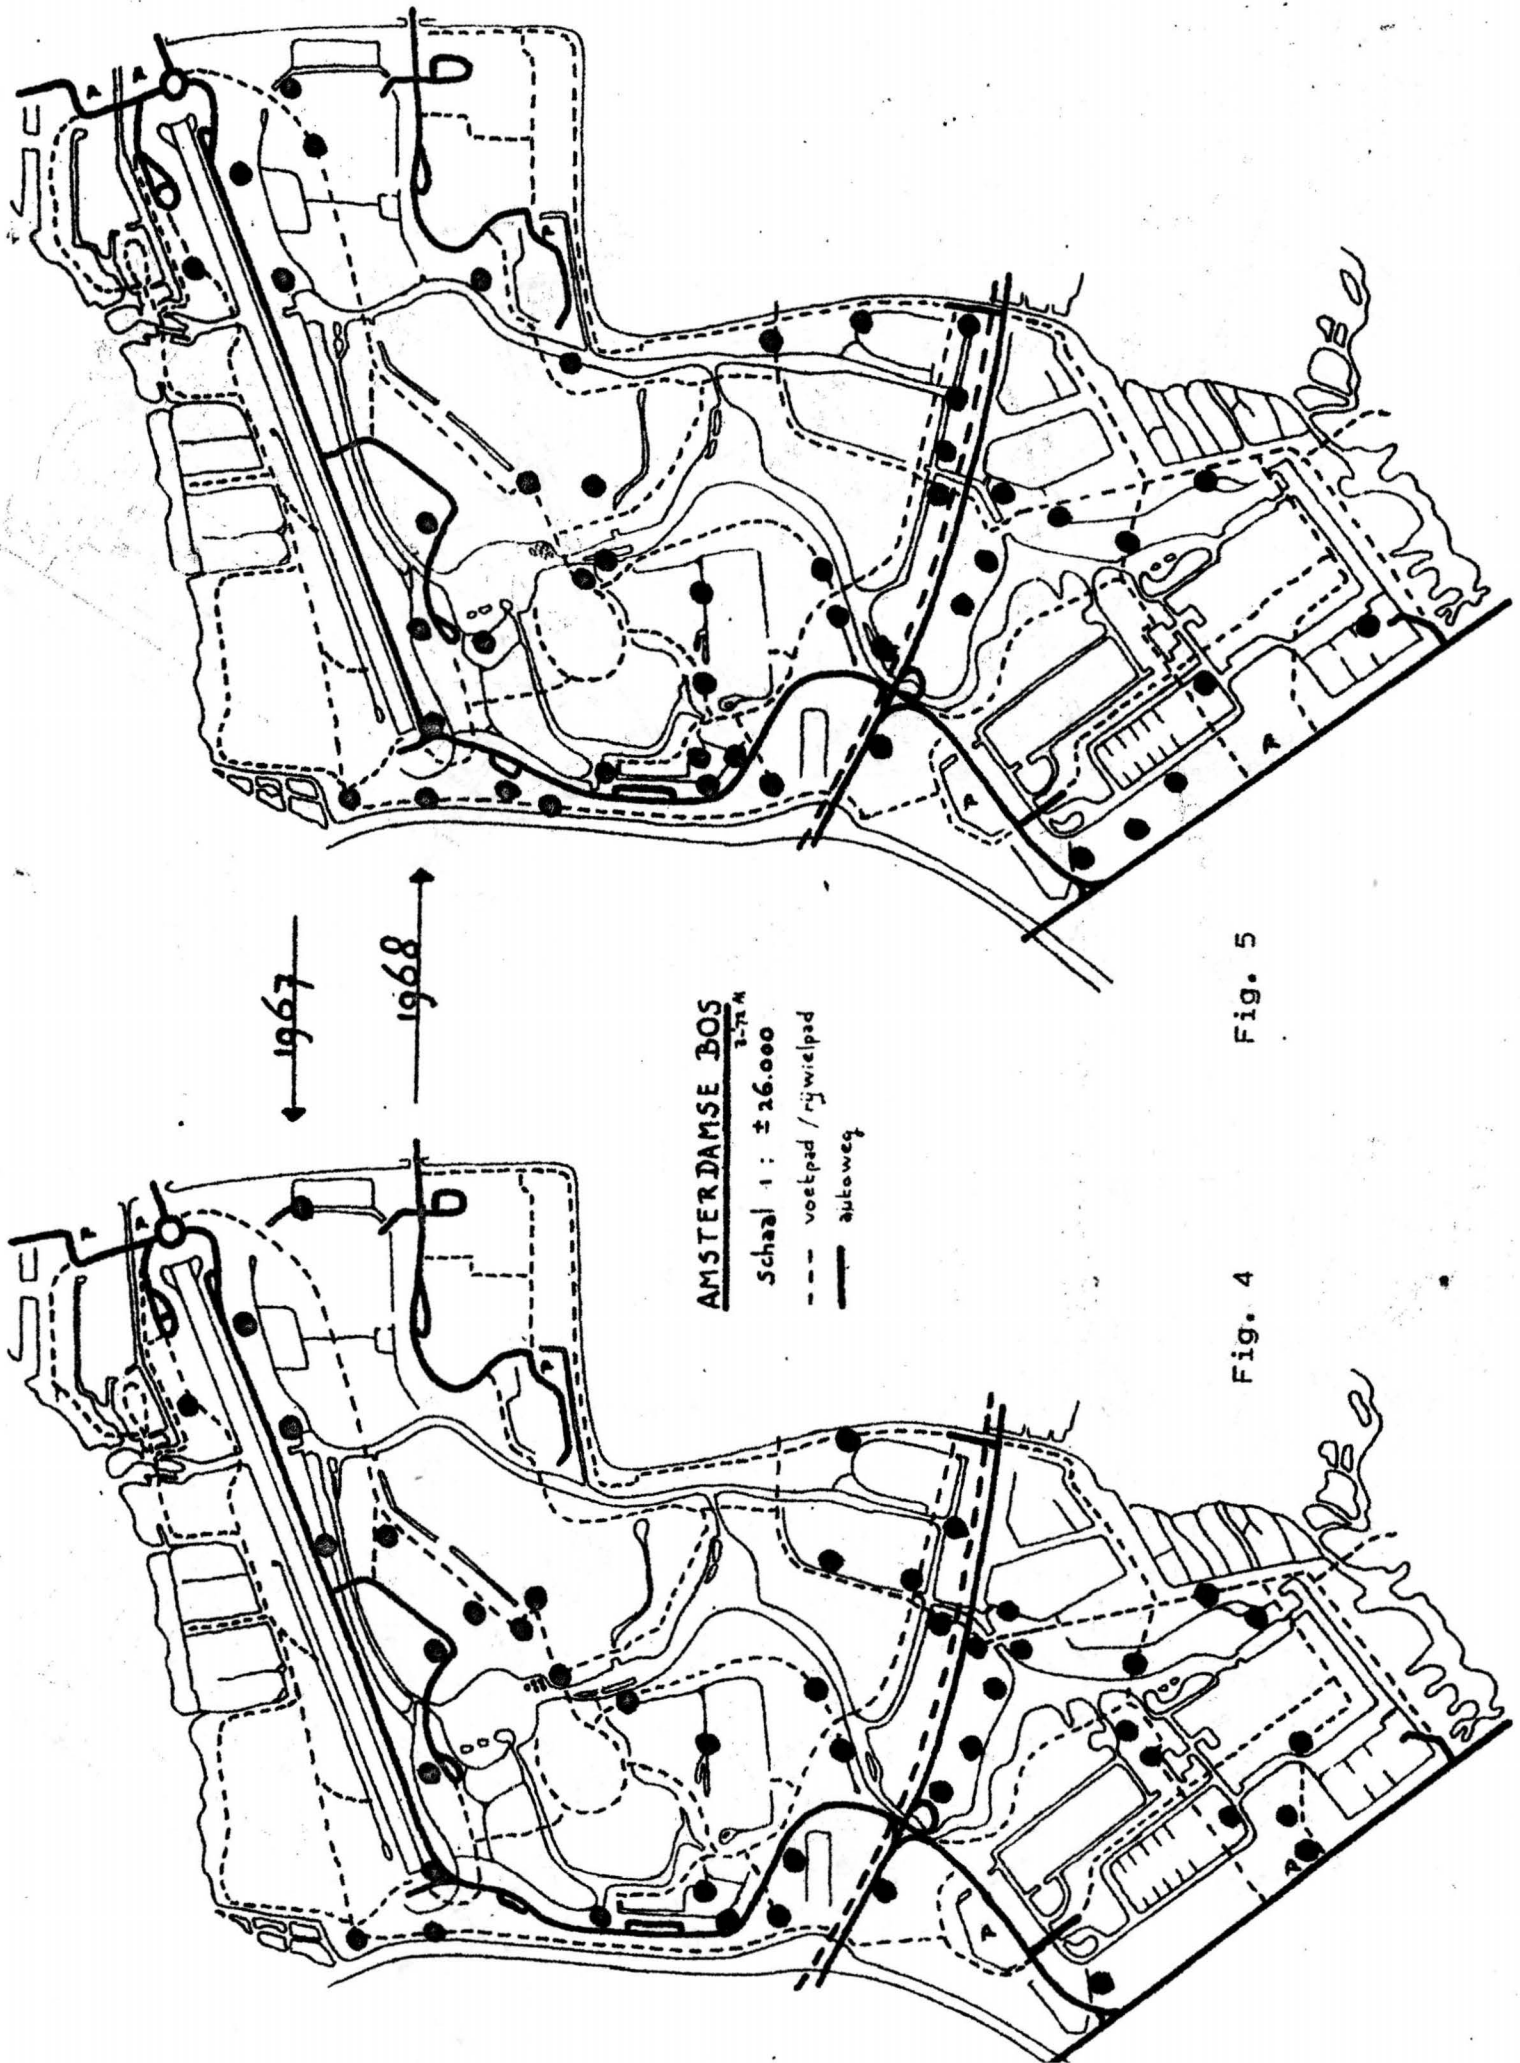 1967
1968
AMSTERDAMSE BOS
Schaal 1 : ± 26.000
--- voetpad / rijwielpad
autoweg
Fig. 4
Fig. 5